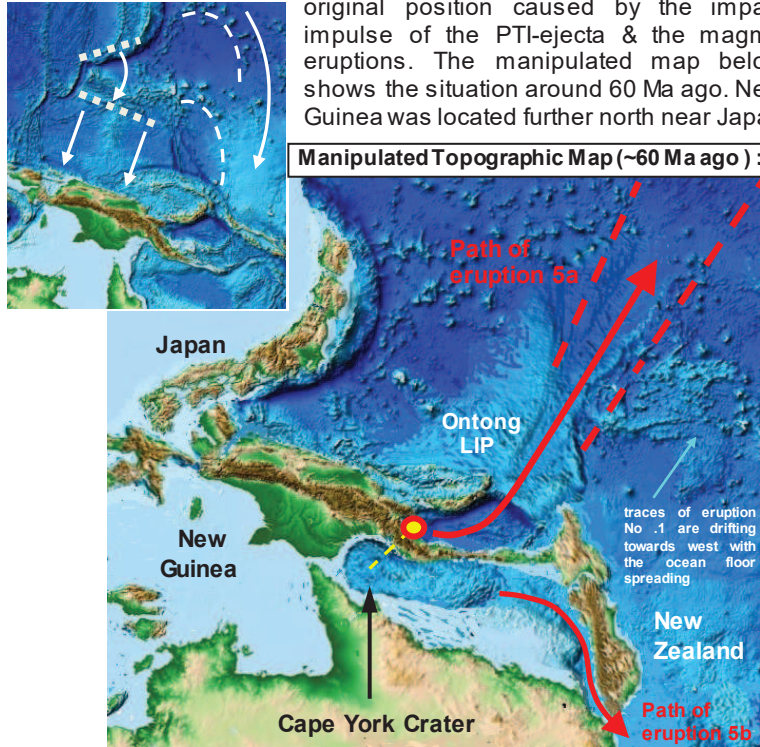 original position caused by the impa
impulse of the PTI-ejecta & the magm
eruptions. The manipulated map belo
shows the situation around 60 Ma ago. Ne
Guinea was located further north near Japa
Manipulated Topographic Map (~60 Ma ago ) :
Path of
eruption 5a
Japan
Ontong
LIP
New
Guinea
traces of eruption
No .1 are drifting
towards west with
the ocean floor
spreading
New
Zealand
Cape York Crater
Path of
eruption 5b